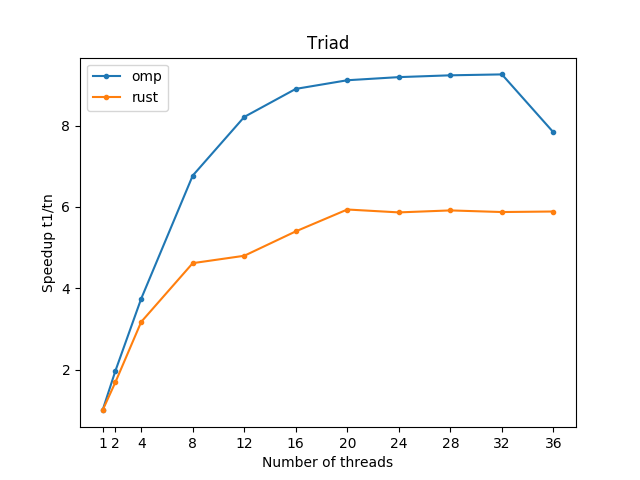 Triad
omp
rust
8
6
4
2
Speedup t1/tn
1 2 4 8 12 16 20 24 28 32 36
Number of threads